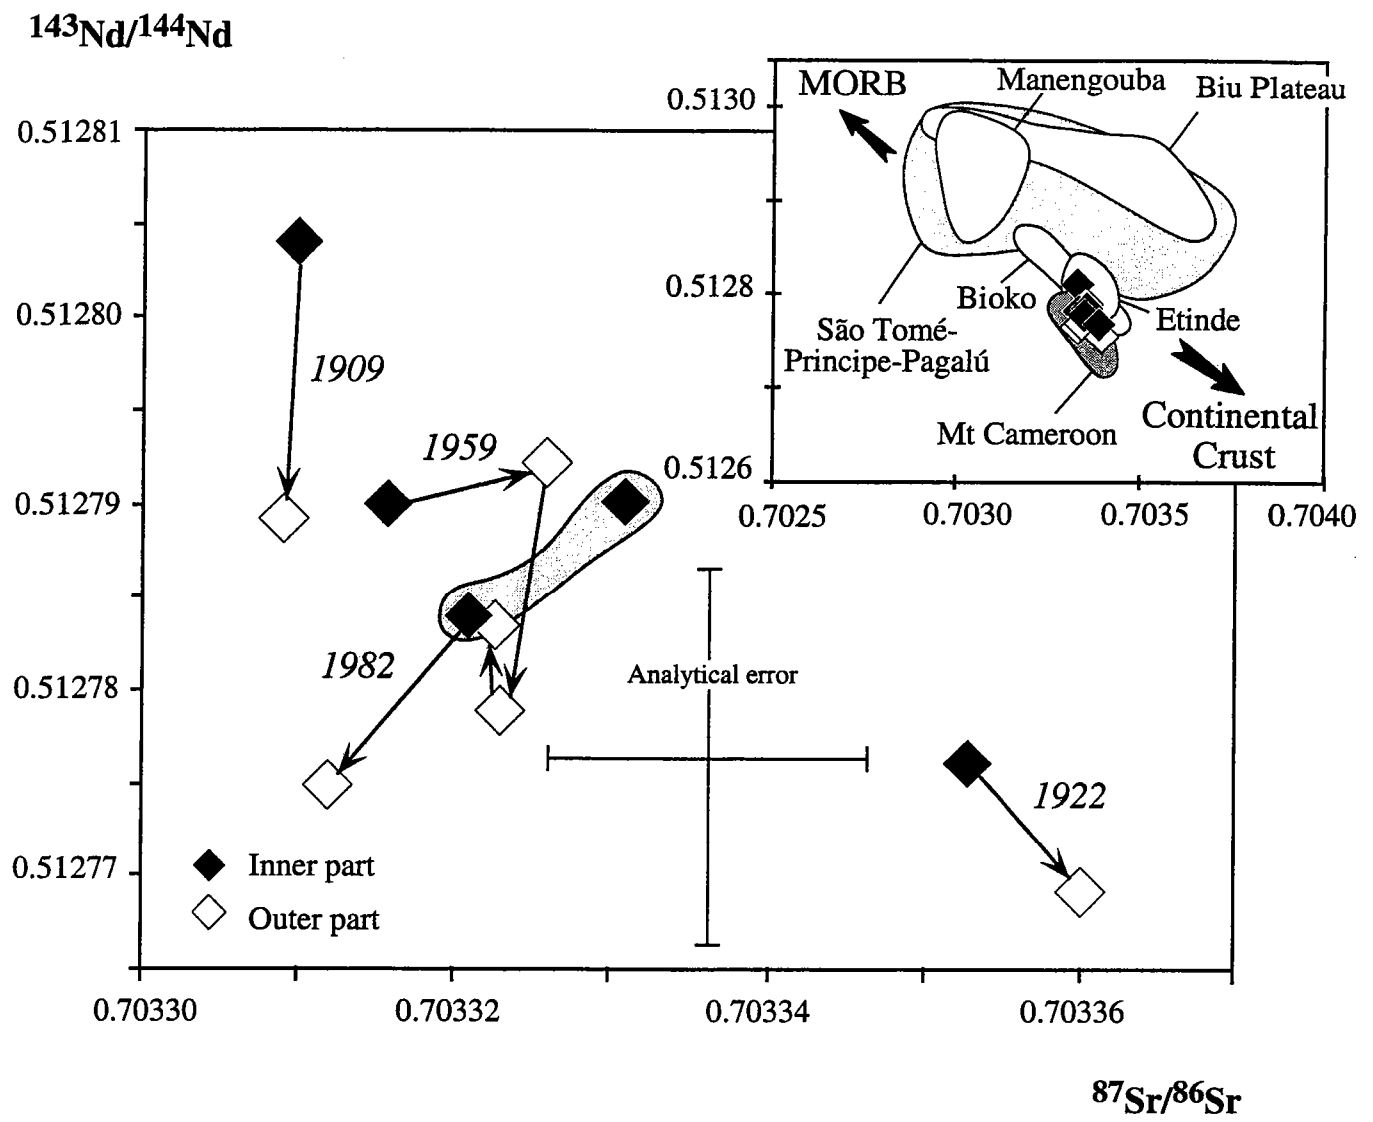 143Nd/144Nd
0.51281
0.51280
0.51279
0.51278
0.51277
0.70330
0.70332
0.70334
0.70336
87Sr/86Sr
1909
1959
1982
1922
Analytical error
Inner part
Outer part
0.5130
0.5128
0.5126
0.7025
0.7030
0.7035
0.7040
MORB
Manengouba
Biu Plateau
Bioko
Etinde
São Tomé-
Principe-Pagalú
Mt Cameroon
Continental
Crust